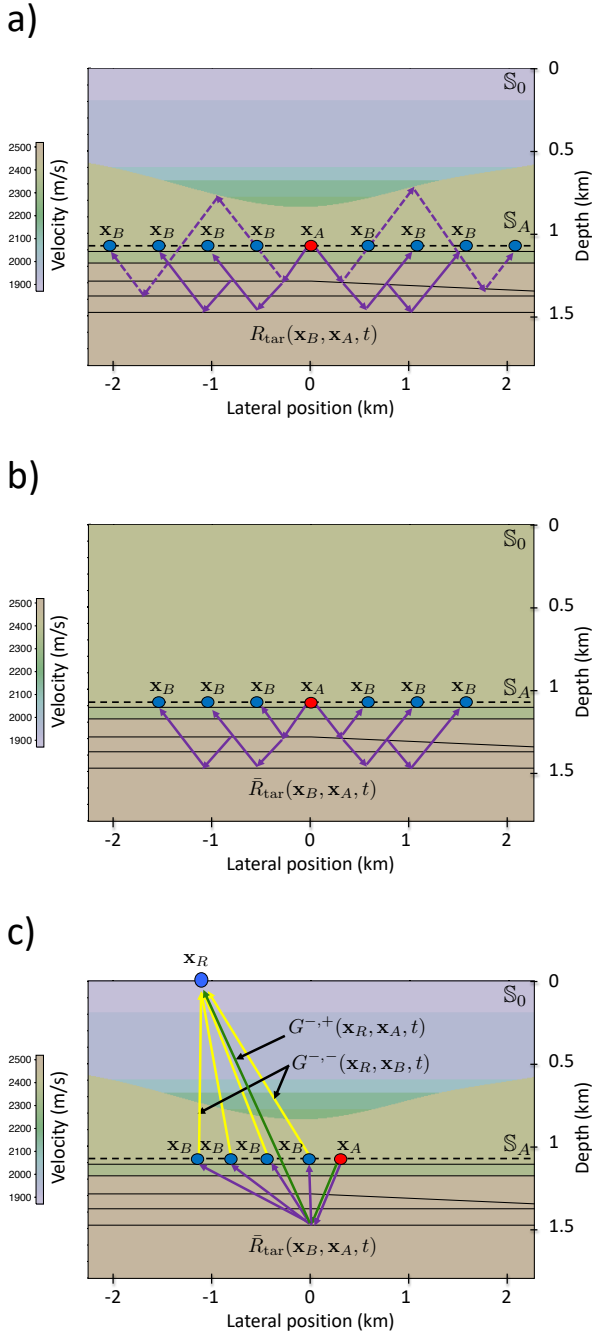 a)
𝕊₀
0
0.5
1
1.5
Depth (km)
2500
2400
2300
2200
2100
2000
1900
Velocity (m/s)
𝕊_A
x_B x_B x_B x_B x_A x_B x_B x_B
R_tar(x_B, x_A, t)
-2 -1 0 1 2
Lateral position (km)
b)
𝕊₀
0
0.5
1
1.5
Depth (km)
2500
2400
2300
2200
2100
2000
1900
Velocity (m/s)
𝕊_A
x_B x_B x_B x_A x_B x_B x_B
R̄_tar(x_B, x_A, t)
-2 -1 0 1 2
Lateral position (km)
c)
x_R
𝕊₀
0
0.5
1
1.5
Depth (km)
G^{-,+}(x_R, x_A, t)
G^{-,-}(x_R, x_B, t)
2500
2400
2300
2200
2100
2000
1900
Velocity (m/s)
𝕊_A
x_B x_B x_B x_B x_A
R̄_tar(x_B, x_A, t)
-2 -1 0 1 2
Lateral position (km)